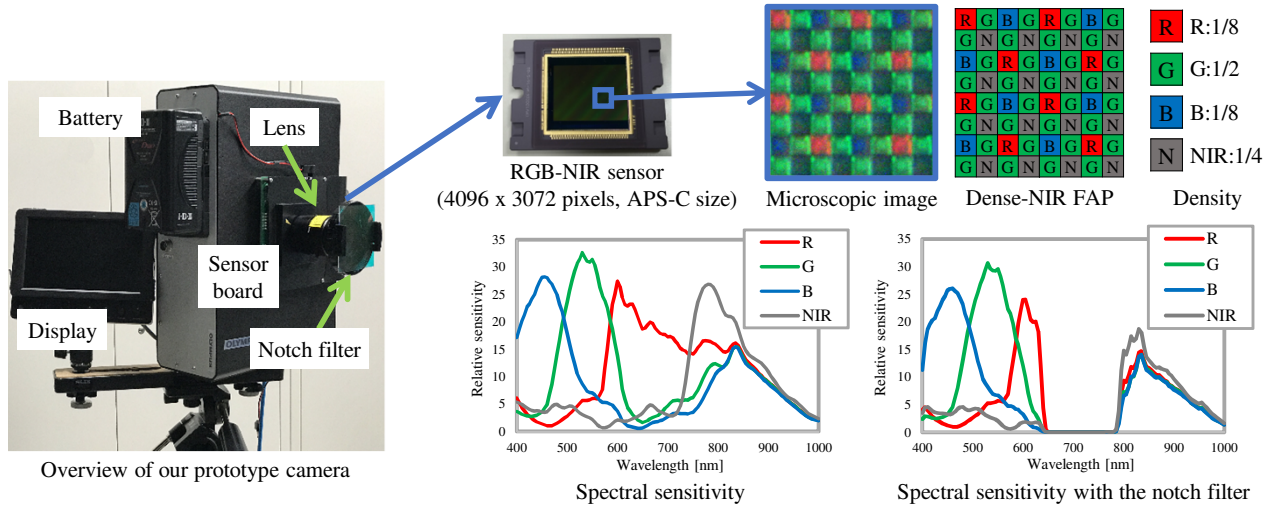 Battery
Lens
Sensor
board
Display
Notch filter
OLYMPUS
Overview of our prototype camera
RGB-NIR sensor
(4096 x 3072 pixels, APS-C size)
Microscopic image
R G B G R G B G
G N G N G N G N
B G R G B G R G
G N G N G N G N
R G B G R G B G
G N G N G N G N
B G R G B G R G
G N G N G N G N
Dense-NIR FAP
R R:1/8
G G:1/2
B B:1/8
N NIR:1/4
Density
Relative sensitivity
35
30
25
20
15
10
5
0
400 500 600 700 800 900 1000
Wavelength [nm]
R
G
B
NIR
Spectral sensitivity
Relative sensitivity
35
30
25
20
15
10
5
0
400 500 600 700 800 900 1000
Wavelength [nm]
R
G
B
NIR
Spectral sensitivity with the notch filter